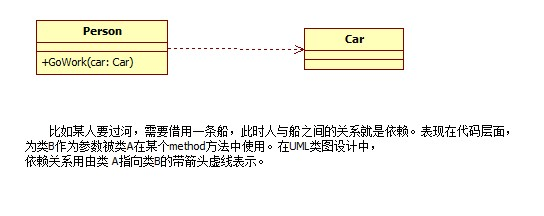 Person
Car
+GoWork(car: Car)
比如某人要过河，需要借用一条船，此时人与船之间的关系就是依赖。表现在代码层面，
为类B作为参数被类A在某个method方法中使用。在UML类图设计中，
依赖关系用由类 A指向类B的带箭头虚线表示。